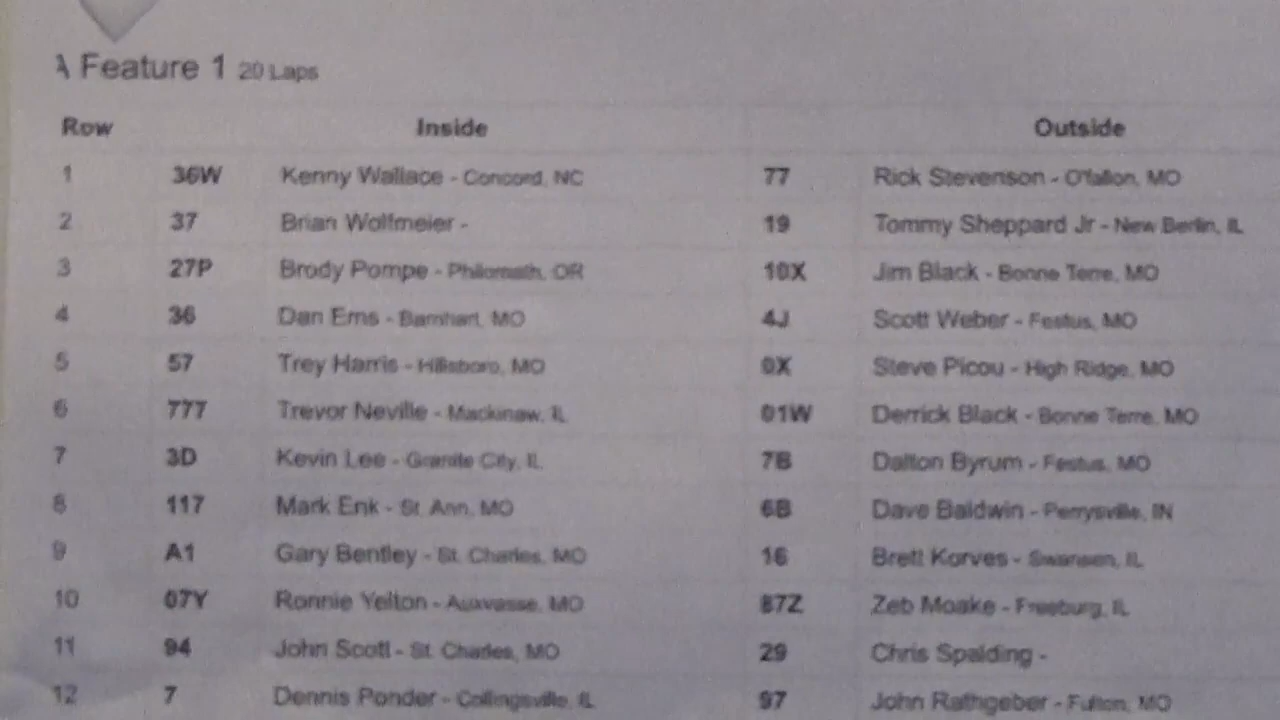 A Feature 1 20 Laps
Row Inside Outside
1 36W Kenny Wallace - Concord, NC 77 Rick Stevenson - O'fallon, MO
2 37 Brian Wolfmeier - 19 Tommy Sheppard Jr - New Berlin, IL
3 27P Brody Pompe - Philomath, OR 10X Jim Black - Bonne Terre, MO
4 36 Dan Ems - Barnhart, MO 4J Scott Weber - Festus, MO
5 57 Trey Harris - Hillsboro, MO 0X Steve Picou - High Ridge, MO
6 777 Trevor Neville - Mackinaw, IL 01W Derrick Black - Bonne Terre, MO
7 3D Kevin Lee - Granite City, IL 7B Dalton Byrum - Festus, MO
8 117 Mark Enk - St. Ann, MO 6B Dave Baldwin - Perrysville, IN
9 A1 Gary Bentley - St. Charles, MO 16 Brett Korves - Swansea, IL
10 07Y Ronnie Yelton - Auxvasse, MO 87Z Zeb Moake - Freeburg, IL
11 94 John Scott - St. Charles, MO 29 Chris Spalding -
12 7 Dennis Ponder - Collingsville, IL 97 John Rathgeber - Fulton, MO